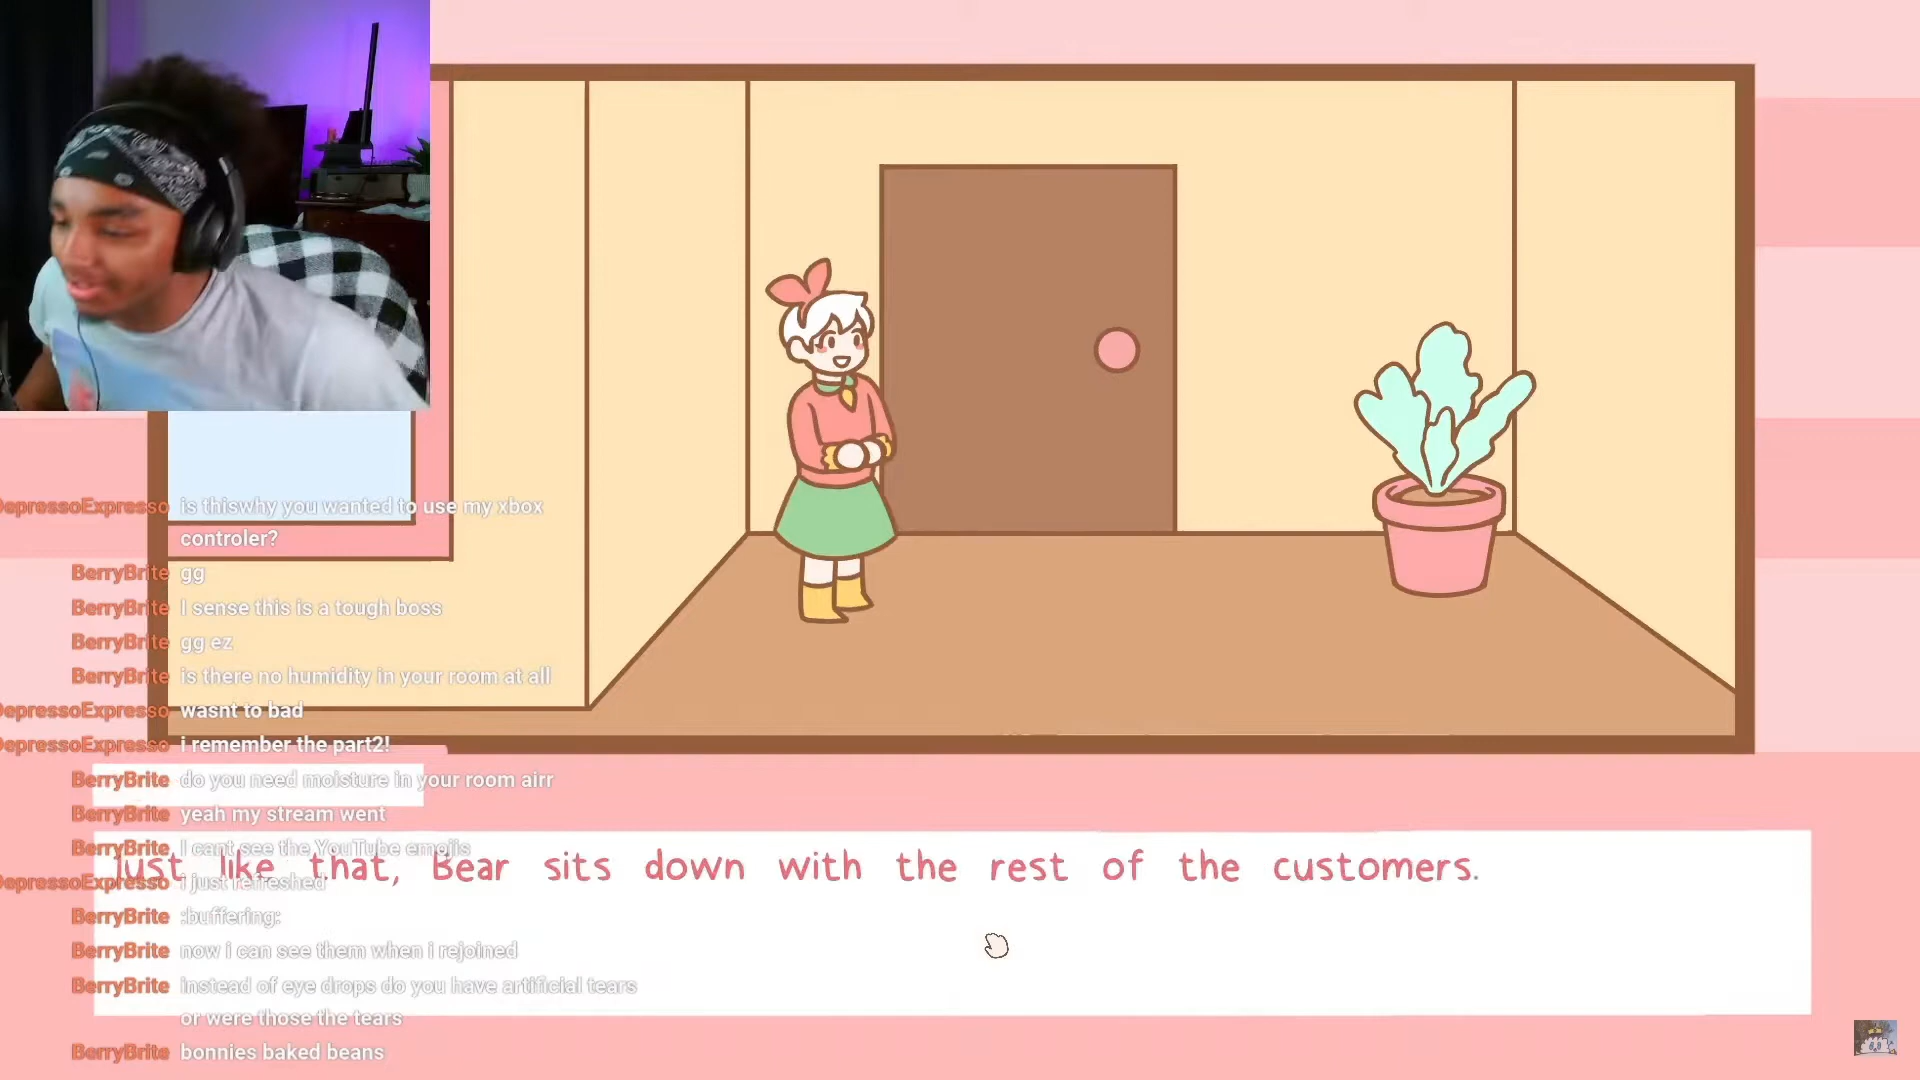 DepressoExpresso is thiswhy you wanted to use my xbox
controler?
BerryBrite gg
BerryBrite I sense this is a tough boss
BerryBrite gg ez
BerryBrite is there no humidity in your room at all
DepressoExpresso wasnt to bad
DepressoExpresso i remember the part2!
BerryBrite do you need moisture in your room airr
BerryBrite yeah my stream went
BerryBrite I cant see the YouTube emojis
Just like that, Bear sits down with the rest of the customers.
DepressoExpresso i just refreshed
BerryBrite :buffering:
BerryBrite now i can see them when i rejoined
BerryBrite instead of eye drops do you have artificial tears
or were those the tears
BerryBrite bonnies baked beans